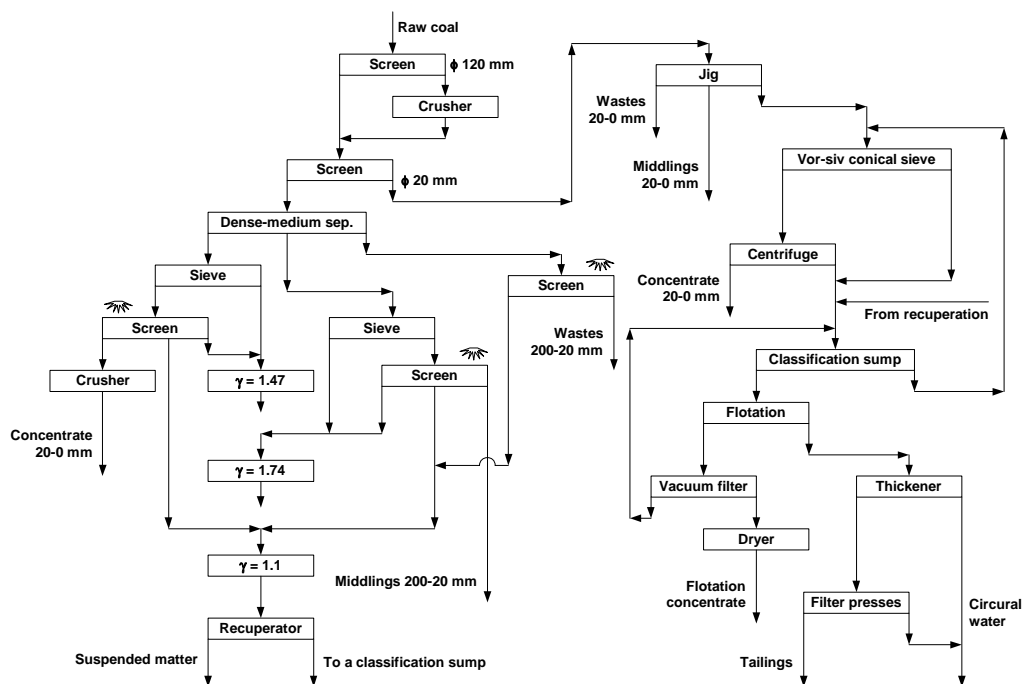 Raw coal
Screen
ϕ 120 mm
Crusher
Screen
ϕ 20 mm
Dense-medium sep.
Sieve
Screen
Crusher
Concentrate
20-0 mm
γ = 1.47
Sieve
Screen
γ = 1.74
Screen
Wastes
200-20 mm
γ = 1.1
Middlings 200-20 mm
Recuperator
Suspended matter
To a classification sump
Jig
Wastes
20-0 mm
Middlings
20-0 mm
Vor-siv conical sieve
Centrifuge
Concentrate
20-0 mm
From recuperation
Classification sump
Flotation
Vacuum filter
Thickener
Dryer
Flotation
concentrate
Filter presses
Circural
water
Tailings